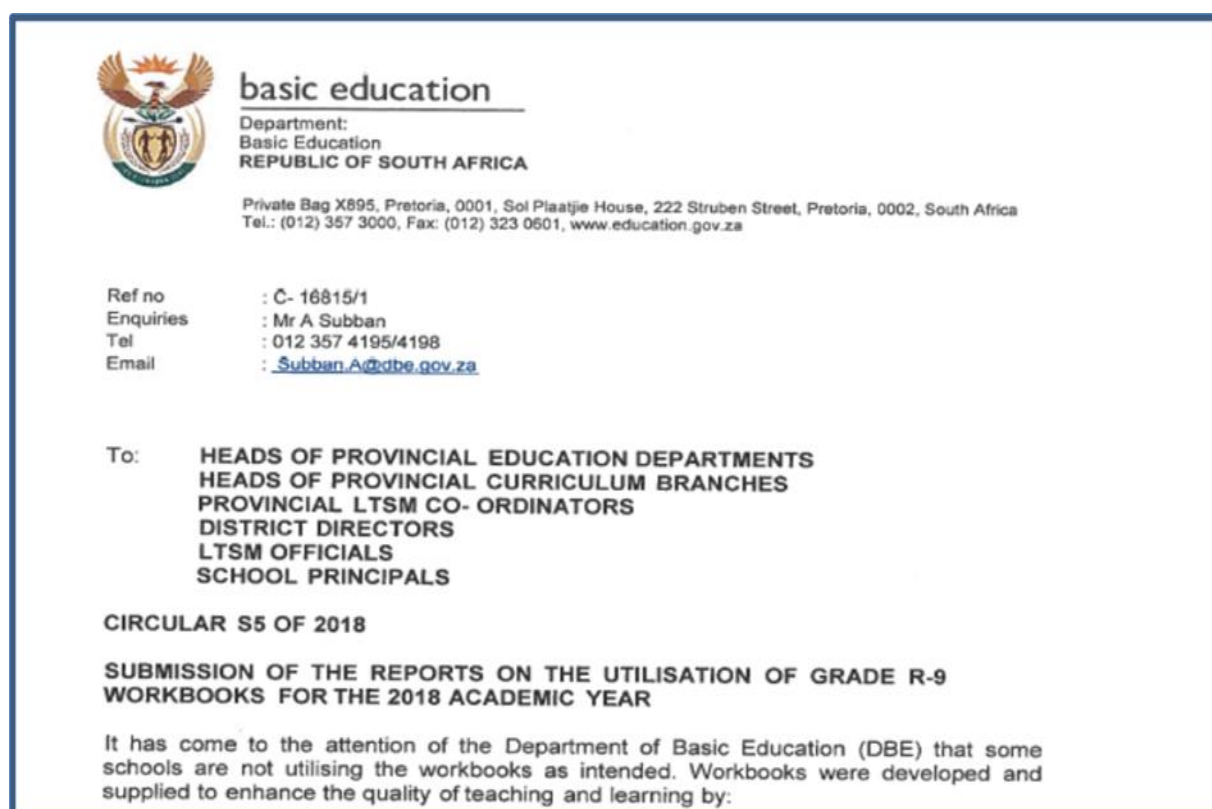 basic education
Department:
Basic Education
REPUBLIC OF SOUTH AFRICA
Private Bag X895, Pretoria, 0001, Sol Plaatjie House, 222 Struben Street, Pretoria, 0002, South Africa
Tel.: (012) 357 3000, Fax: (012) 323 0601, www.education.gov.za
Ref no : C- 16815/1
Enquiries : Mr A Subban
Tel : 012 357 4195/4198
Email : Subban.A@dbe.gov.za
To: HEADS OF PROVINCIAL EDUCATION DEPARTMENTS
HEADS OF PROVINCIAL CURRICULUM BRANCHES
PROVINCIAL LTSM CO- ORDINATORS
DISTRICT DIRECTORS
LTSM OFFICIALS
SCHOOL PRINCIPALS
CIRCULAR S5 OF 2018
SUBMISSION OF THE REPORTS ON THE UTILISATION OF GRADE R-9
WORKBOOKS FOR THE 2018 ACADEMIC YEAR
It has come to the attention of the Department of Basic Education (DBE) that some
schools are not utilising the workbooks as intended. Workbooks were developed and
supplied to enhance the quality of teaching and learning by: